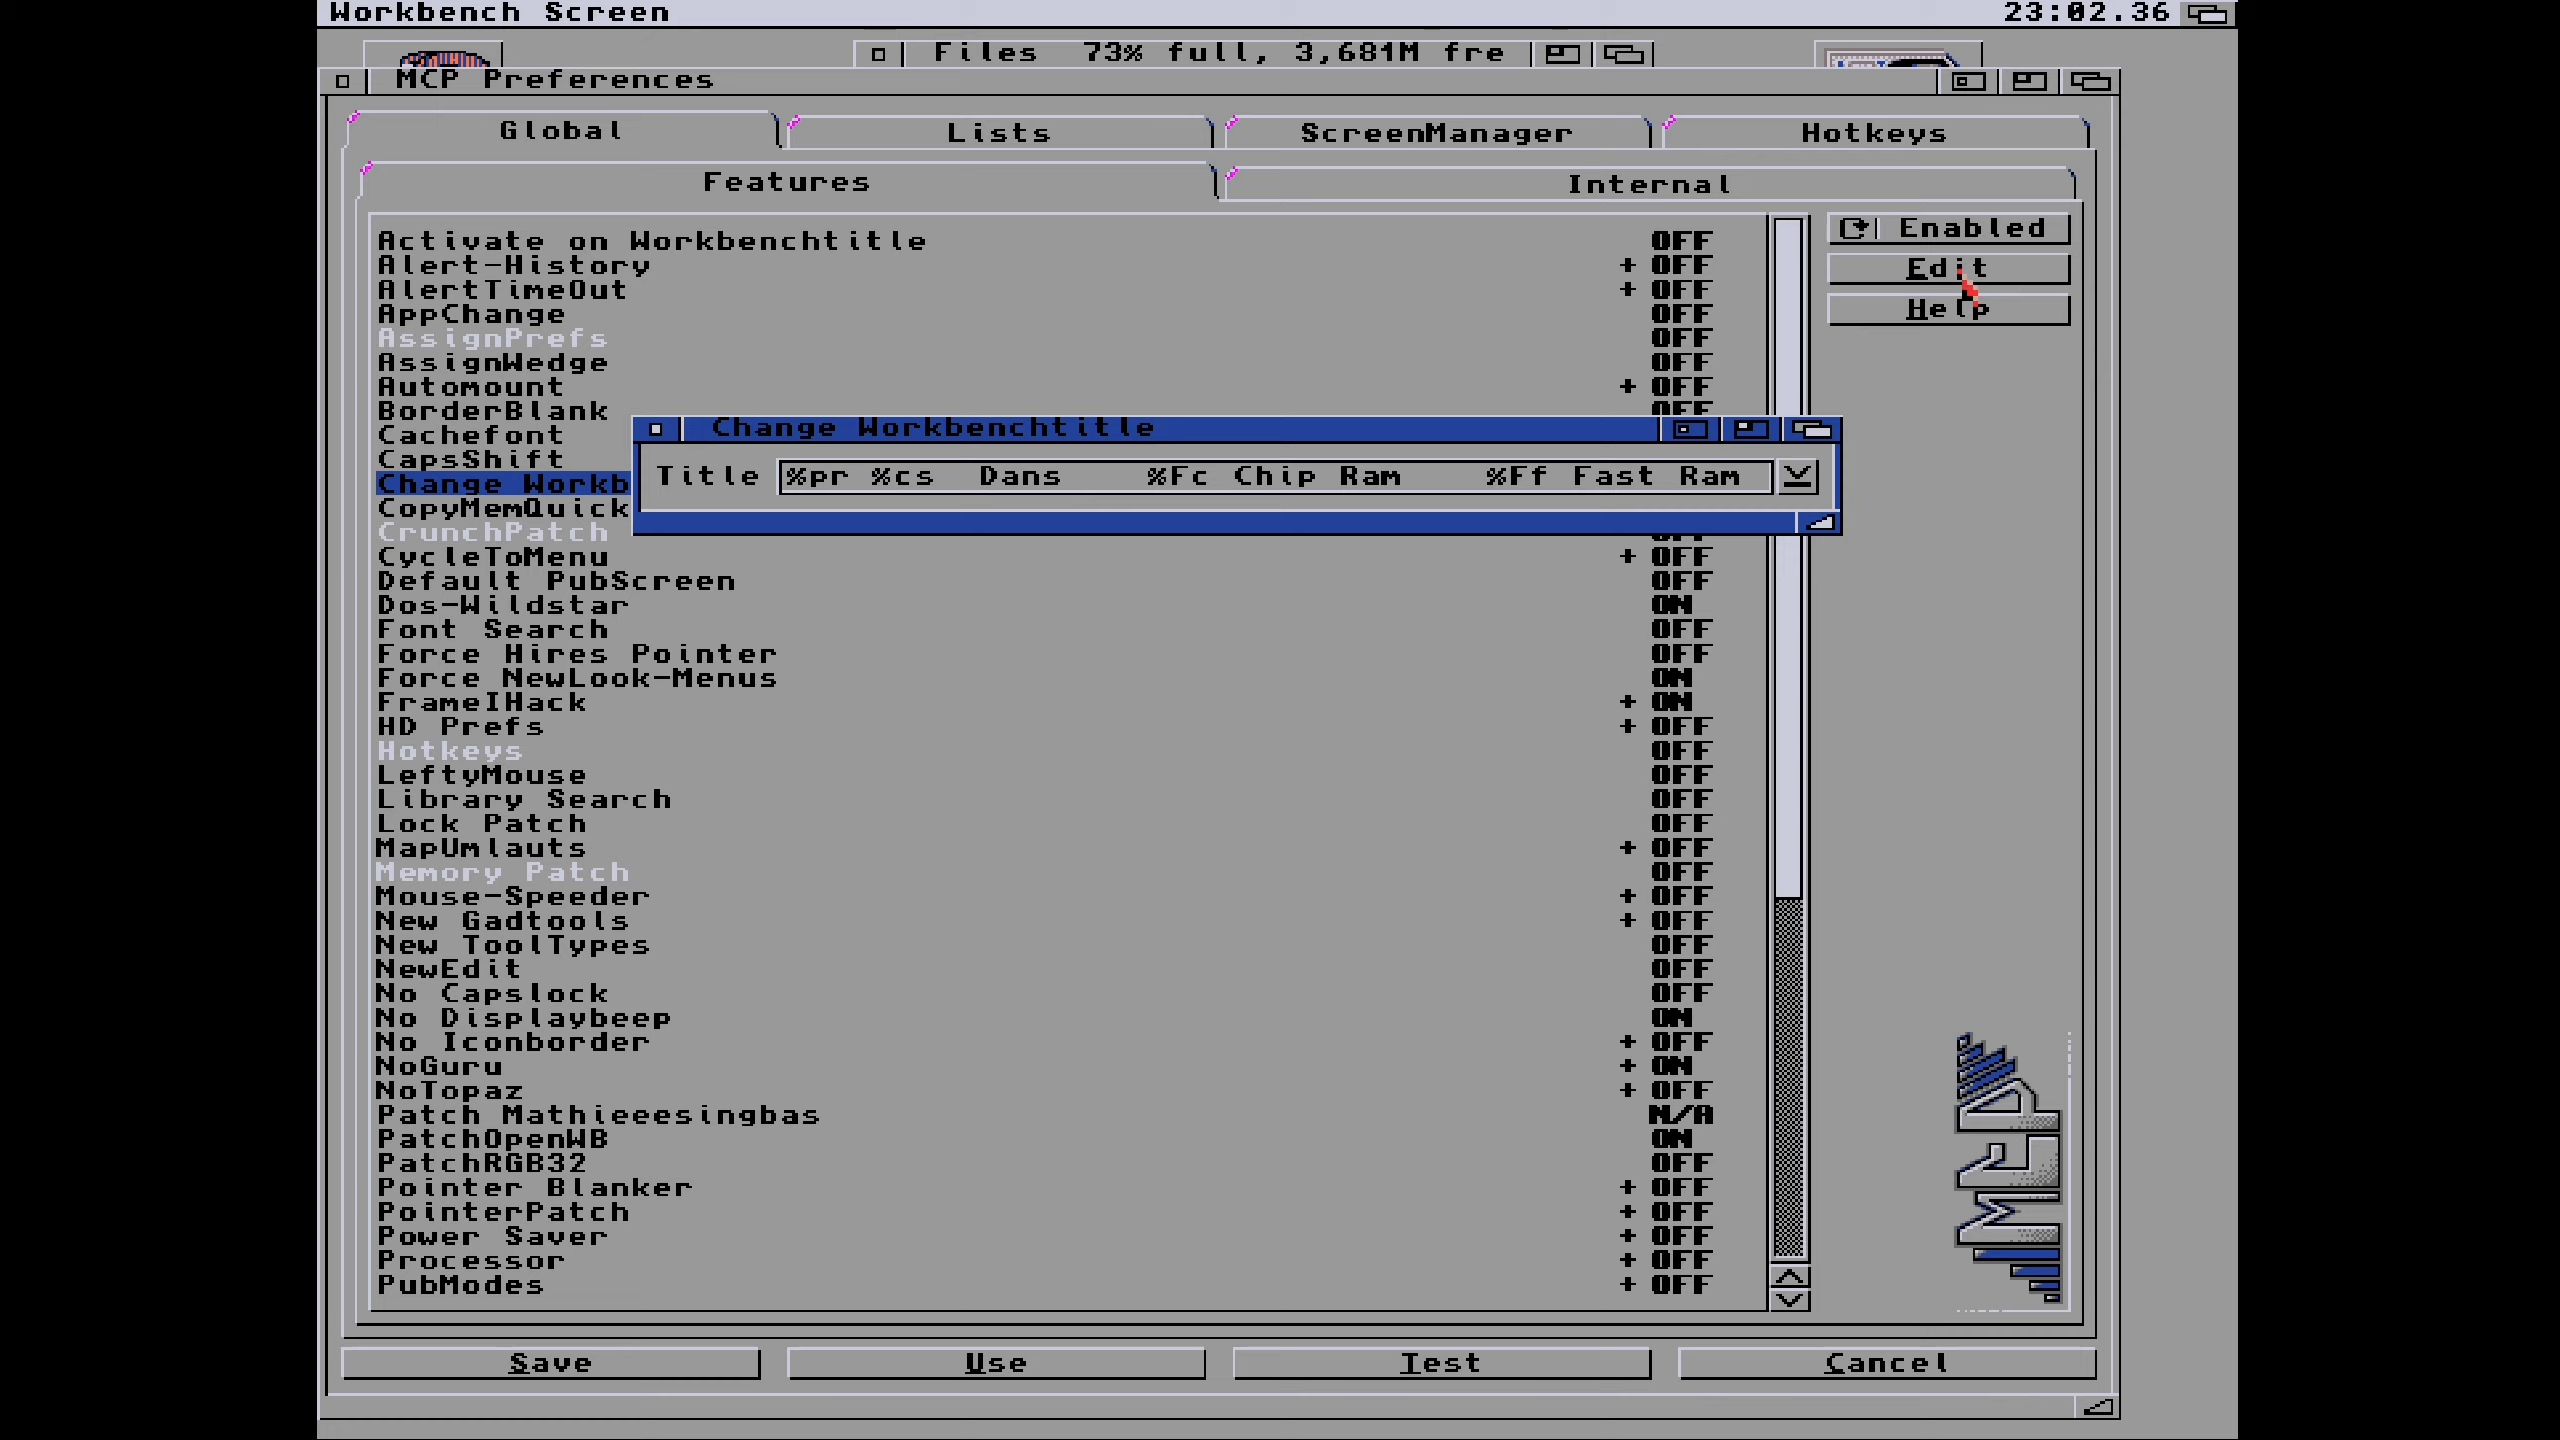 Workbench Screen 23:02.36
Files 73% full, 3,681M fre
MCP Preferences
Global Lists ScreenManager Hotkeys
Features Internal
Activate on Workbenchtitle OFF
Alert-History + OFF
AlertTimeOut + OFF
AppChange OFF
AssignPrefs OFF
AssignWedge OFF
Automount + OFF
BorderBlank OFF
Cachefont
CapsShift
Change Workb
CopyMemQuick
CrunchPatch
CycleToMenu + OFF
Default PubScreen OFF
Dos-Wildstar ON
Font Search OFF
Force Hires Pointer OFF
Force NewLook-Menus ON
FrameIHack + ON
HD Prefs + OFF
Hotkeys OFF
LeftyMouse OFF
Library Search OFF
Lock Patch OFF
MapUmlauts + OFF
Memory Patch OFF
Mouse-Speeder + OFF
New Gadtools + OFF
New ToolTypes OFF
NewEdit OFF
No Capslock OFF
No Displaybeep ON
No Iconborder + OFF
NoGuru + ON
NoTopaz + OFF
Patch Mathieeesingbas N/A
PatchOpenWB ON
PatchRGB32 OFF
Pointer Blanker + OFF
PointerPatch + OFF
Power Saver + OFF
Processor + OFF
PubModes + OFF
Change Workbenchtitle
Title %pr %cs Dans %Fc Chip Ram %Ff Fast Ram
Enabled
Edit
Help
MCP
Save Use Test Cancel